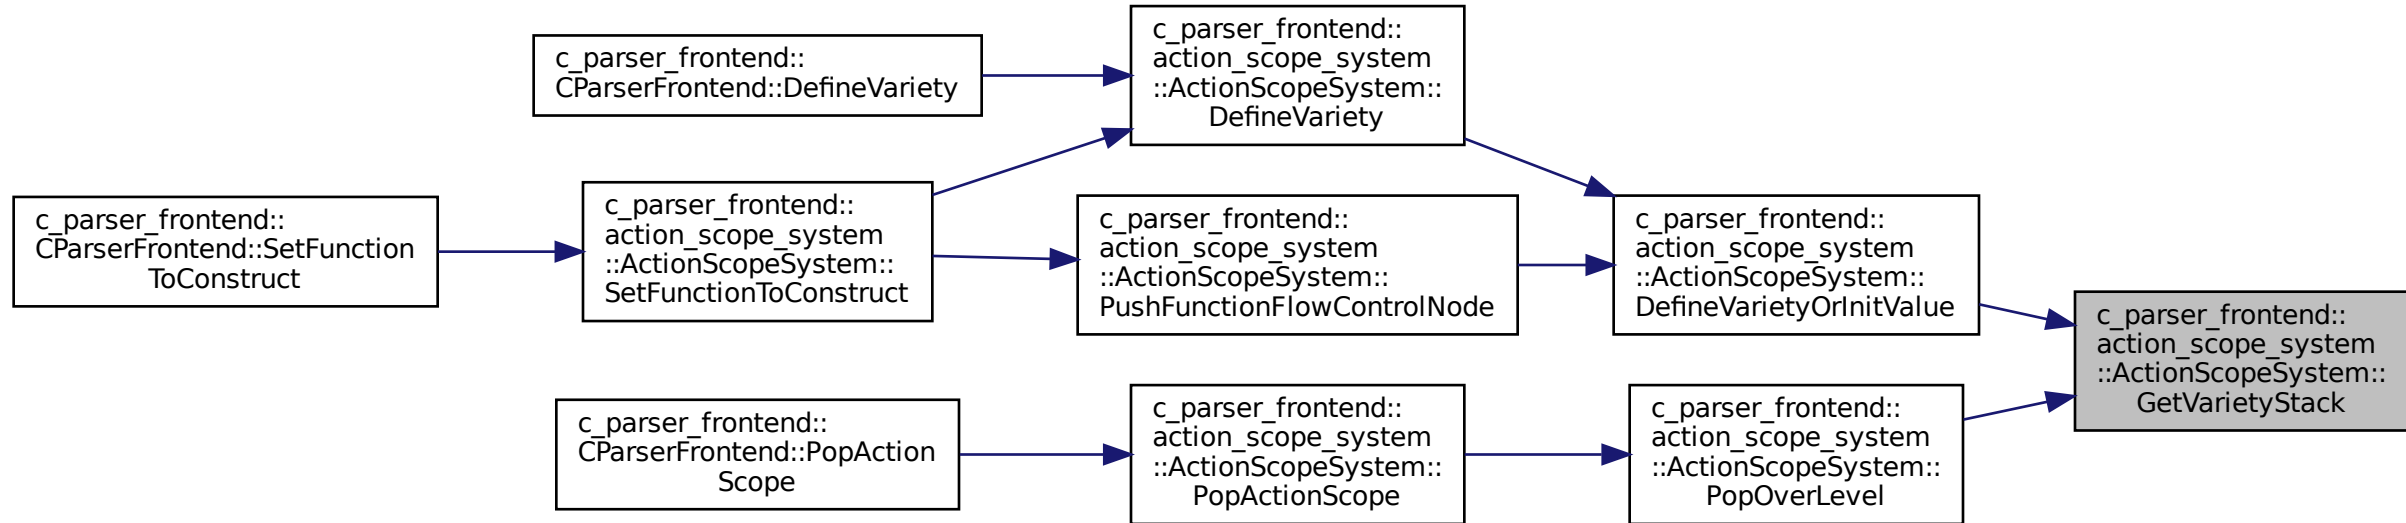 c_parser_frontend::
CParserFrontend::SetFunction
ToConstruct
c_parser_frontend::
CParserFrontend::DefineVariety
c_parser_frontend::
action_scope_system
::ActionScopeSystem::
SetFunctionToConstruct
c_parser_frontend::
CParserFrontend::PopAction
Scope
c_parser_frontend::
action_scope_system
::ActionScopeSystem::
DefineVariety
c_parser_frontend::
action_scope_system
::ActionScopeSystem::
PushFunctionFlowControlNode
c_parser_frontend::
action_scope_system
::ActionScopeSystem::
PopActionScope
c_parser_frontend::
action_scope_system
::ActionScopeSystem::
DefineVarietyOrInitValue
c_parser_frontend::
action_scope_system
::ActionScopeSystem::
PopOverLevel
c_parser_frontend::
action_scope_system
::ActionScopeSystem::
GetVarietyStack